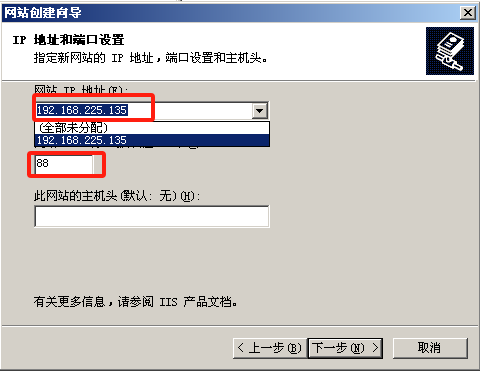 网站创建向导
IP 地址和端口设置
指定新网站的 IP 地址，端口设置和主机头。
网站 IP 地址(E):
192.168.225.135
(全部未分配)
192.168.225.135
88
此网站的主机头(默认: 无)(H):
有关更多信息，请参阅 IIS 产品文档。
< 上一步(B)
下一步(N) >
取消